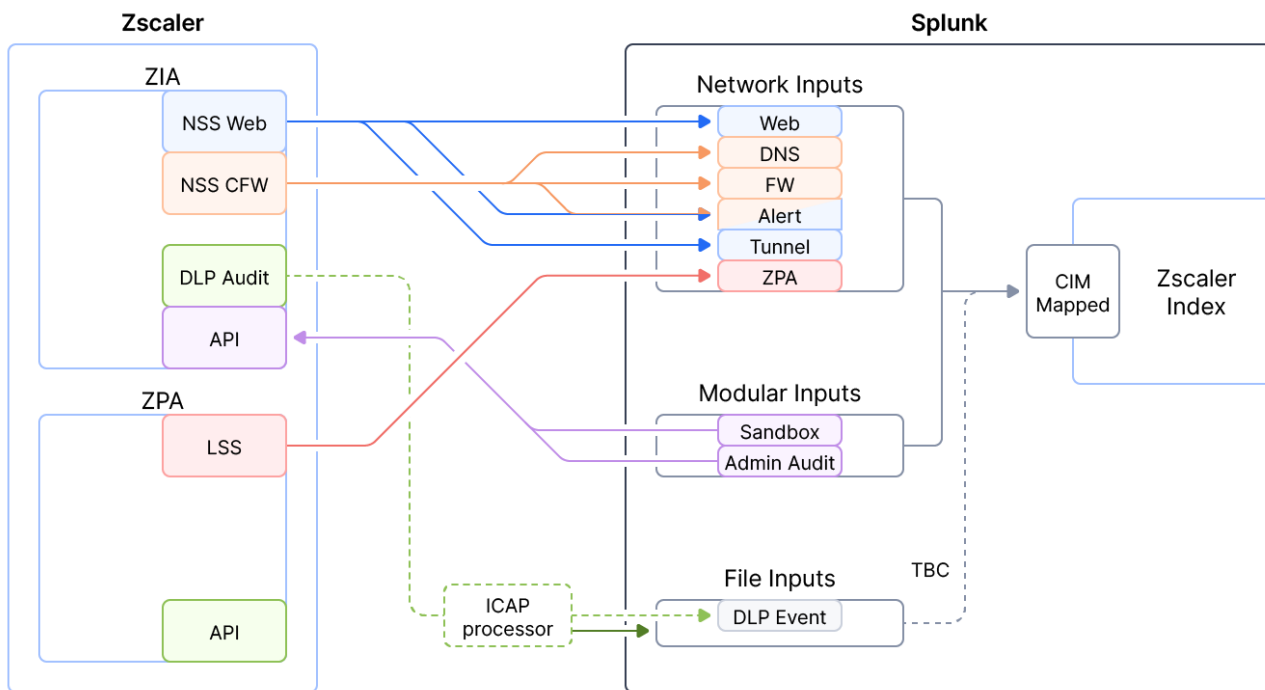 Zscaler
Splunk
ZIA
NSS Web
NSS CFW
DLP Audit
API
ZPA
LSS
API
ICAP
processor
Network Inputs
Web
DNS
FW
Alert
Tunnel
ZPA
Modular Inputs
Sandbox
Admin Audit
File Inputs
DLP Event
TBC
CIM
Mapped
Zscaler
Index